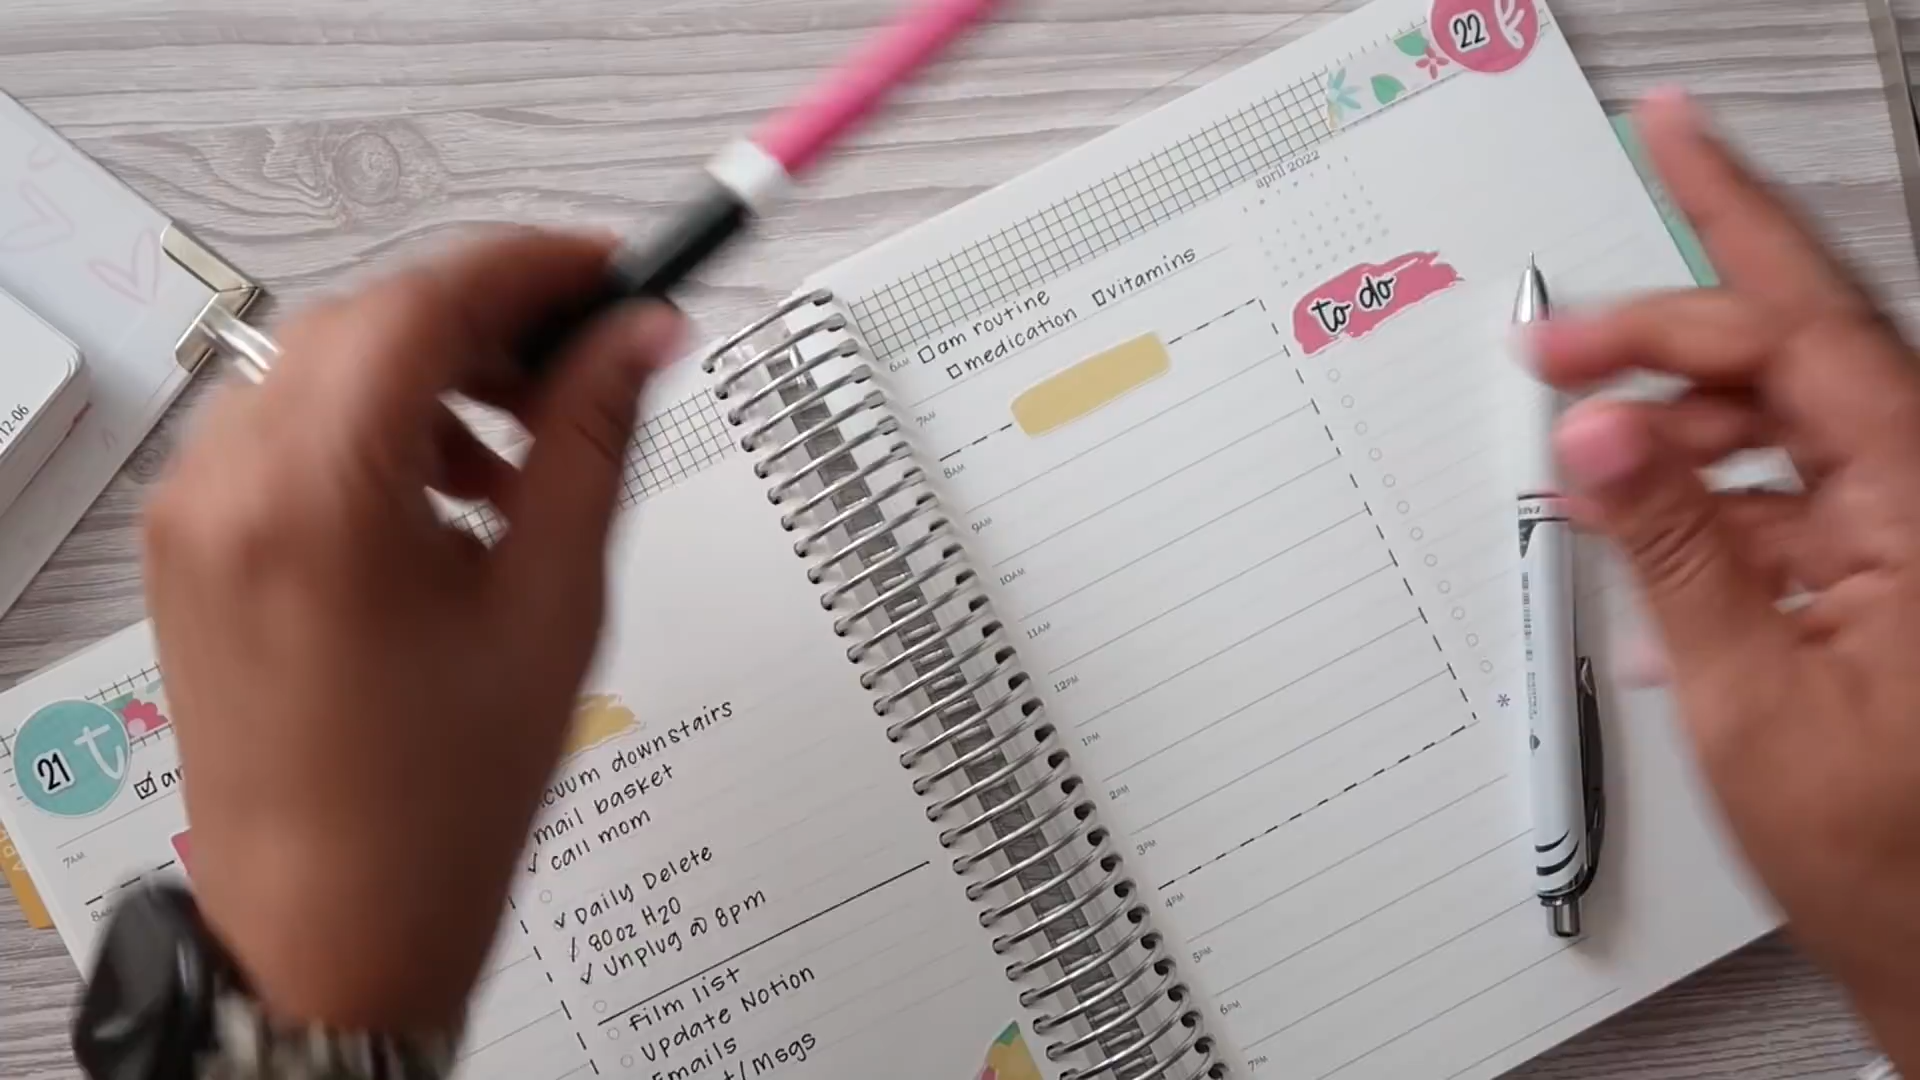 12-06
21 t
7AM
vacuum downstairs
mail basket
✓ call mom
✓ Daily Delete
/ 80oz H2O
✓ Unplug @ 8pm
Film list
Update Notion
Emails
22 f
april 2022
6AM
☐ am routine
☐ medication ☐ vitamins
7AM
8AM
9AM
10AM
11AM
12PM
1PM
2PM
3PM
4PM
5PM
6PM
7PM
to do
*